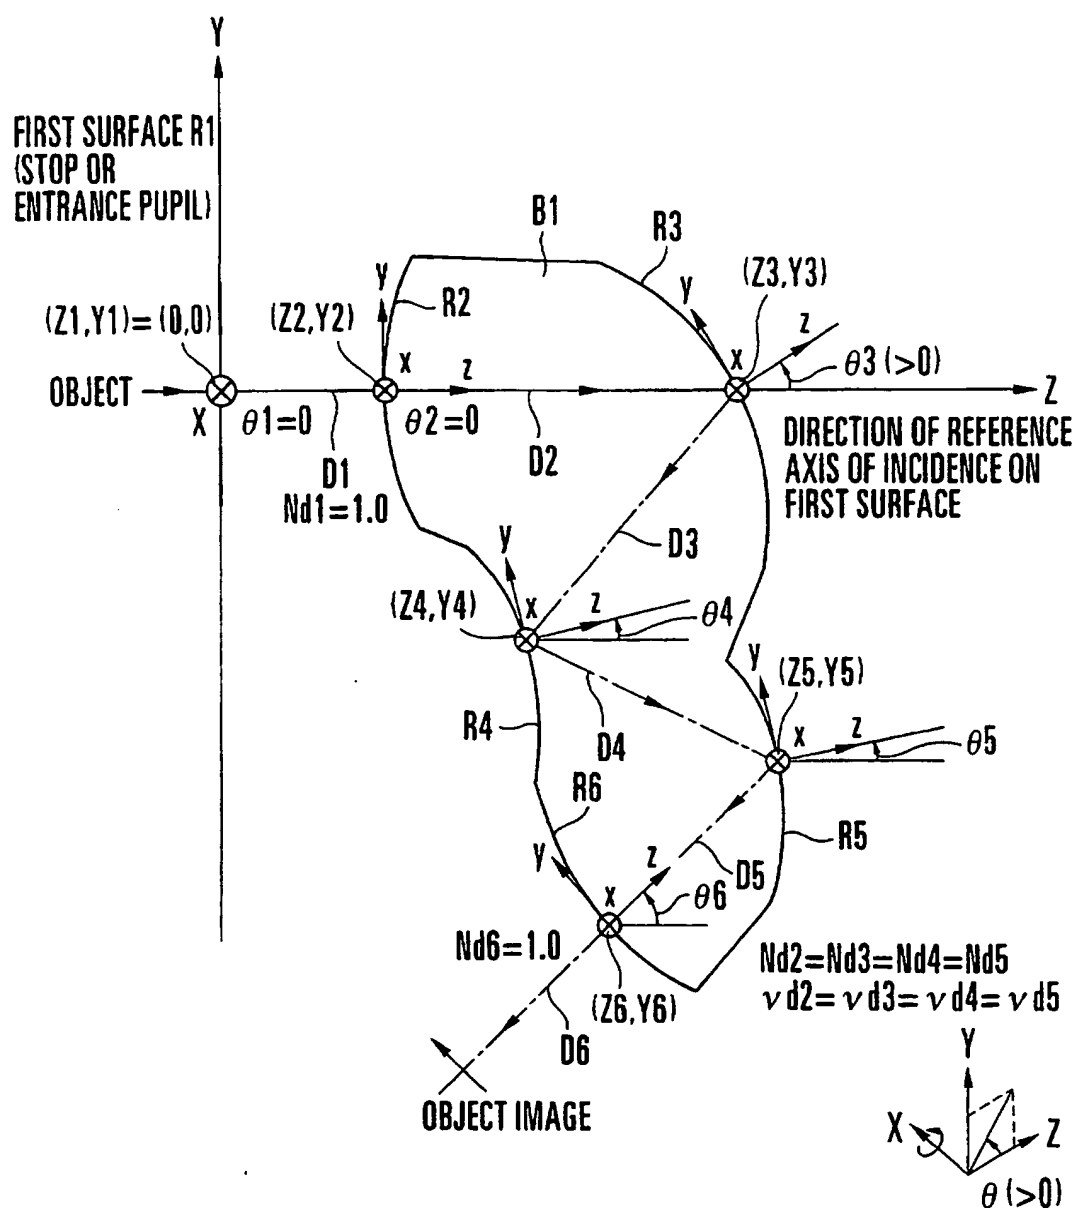 Y
FIRST SURFACE R1
(STOP OR
ENTRANCE PUPIL)
B1
R3
y
R2
y
(Z3,Y3)
(Z1,Y1)=(0,0)
(Z2,Y2)
x
z
x
z
θ3 (>0)
OBJECT
Z
X
θ1=0
θ2=0
D1
D2
DIRECTION OF REFERENCE
AXIS OF INCIDENCE ON
FIRST SURFACE
Nd1=1.0
y
D3
(Z4,Y4)
x
z
θ4
y
(Z5,Y5)
R4
D4
x
z
θ5
R6
R5
y
z
D5
x
θ6
Nd6=1.0
Nd2=Nd3=Nd4=Nd5
νd2=νd3=νd4=νd5
(Z6,Y6)
D6
OBJECT IMAGE
Y
X
Z
θ (>0)